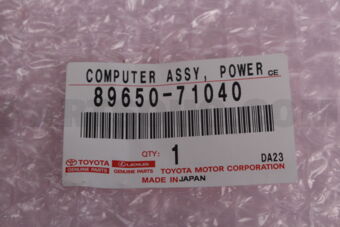 COMPUTER ASSY, POWER CE
89650-71040
TOYOTA
GENUINE PARTS
LEXUS
GENUINE PARTS
QTY: 1
DA23
TOYOTA MOTOR CORPORATION
MADE IN JAPAN